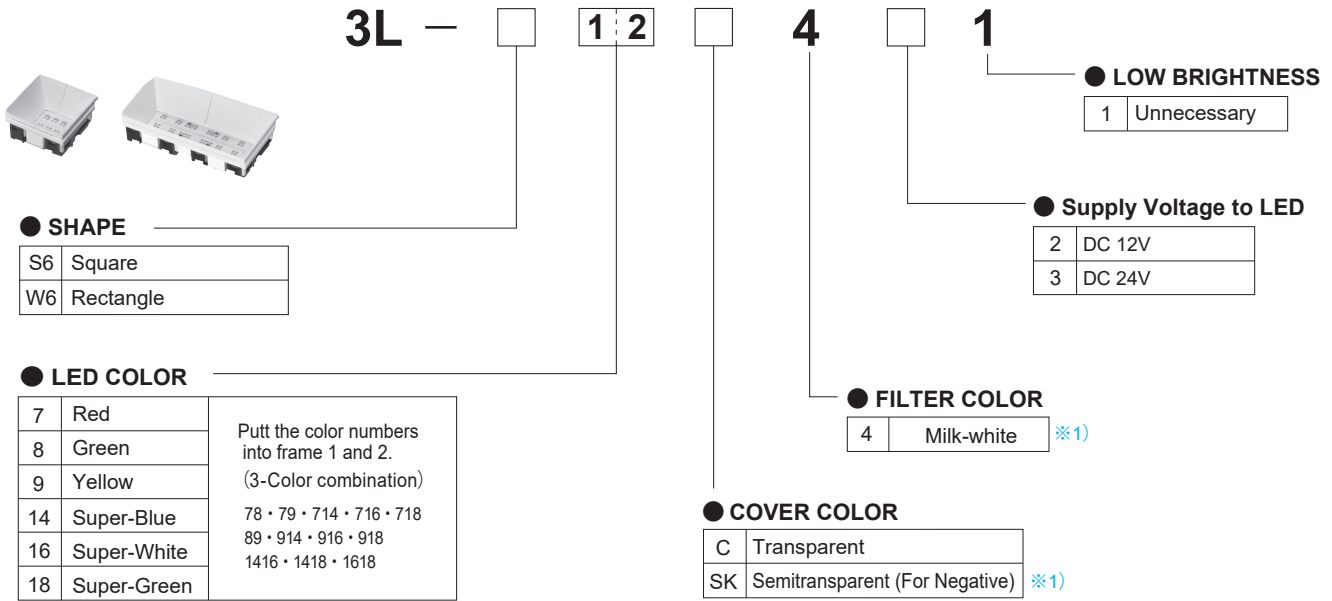 3L － □ 1 2 □ 4 □ 1
● LOW BRIGHTNESS
1 Unnecessary
● Supply Voltage to LED
2 DC 12V
3 DC 24V
● SHAPE
S6 Square
W6 Rectangle
● LED COLOR
7 Red
8 Green
9 Yellow
14 Super-Blue
16 Super-White
18 Super-Green
Putt the color numbers
into frame 1 and 2.
(3-Color combination)
78・79・714・716・718
89・914・916・918
1416・1418・1618
● FILTER COLOR
4 Milk-white ※1)
● COVER COLOR
C Transparent
SK Semitransparent (For Negative) ※1)